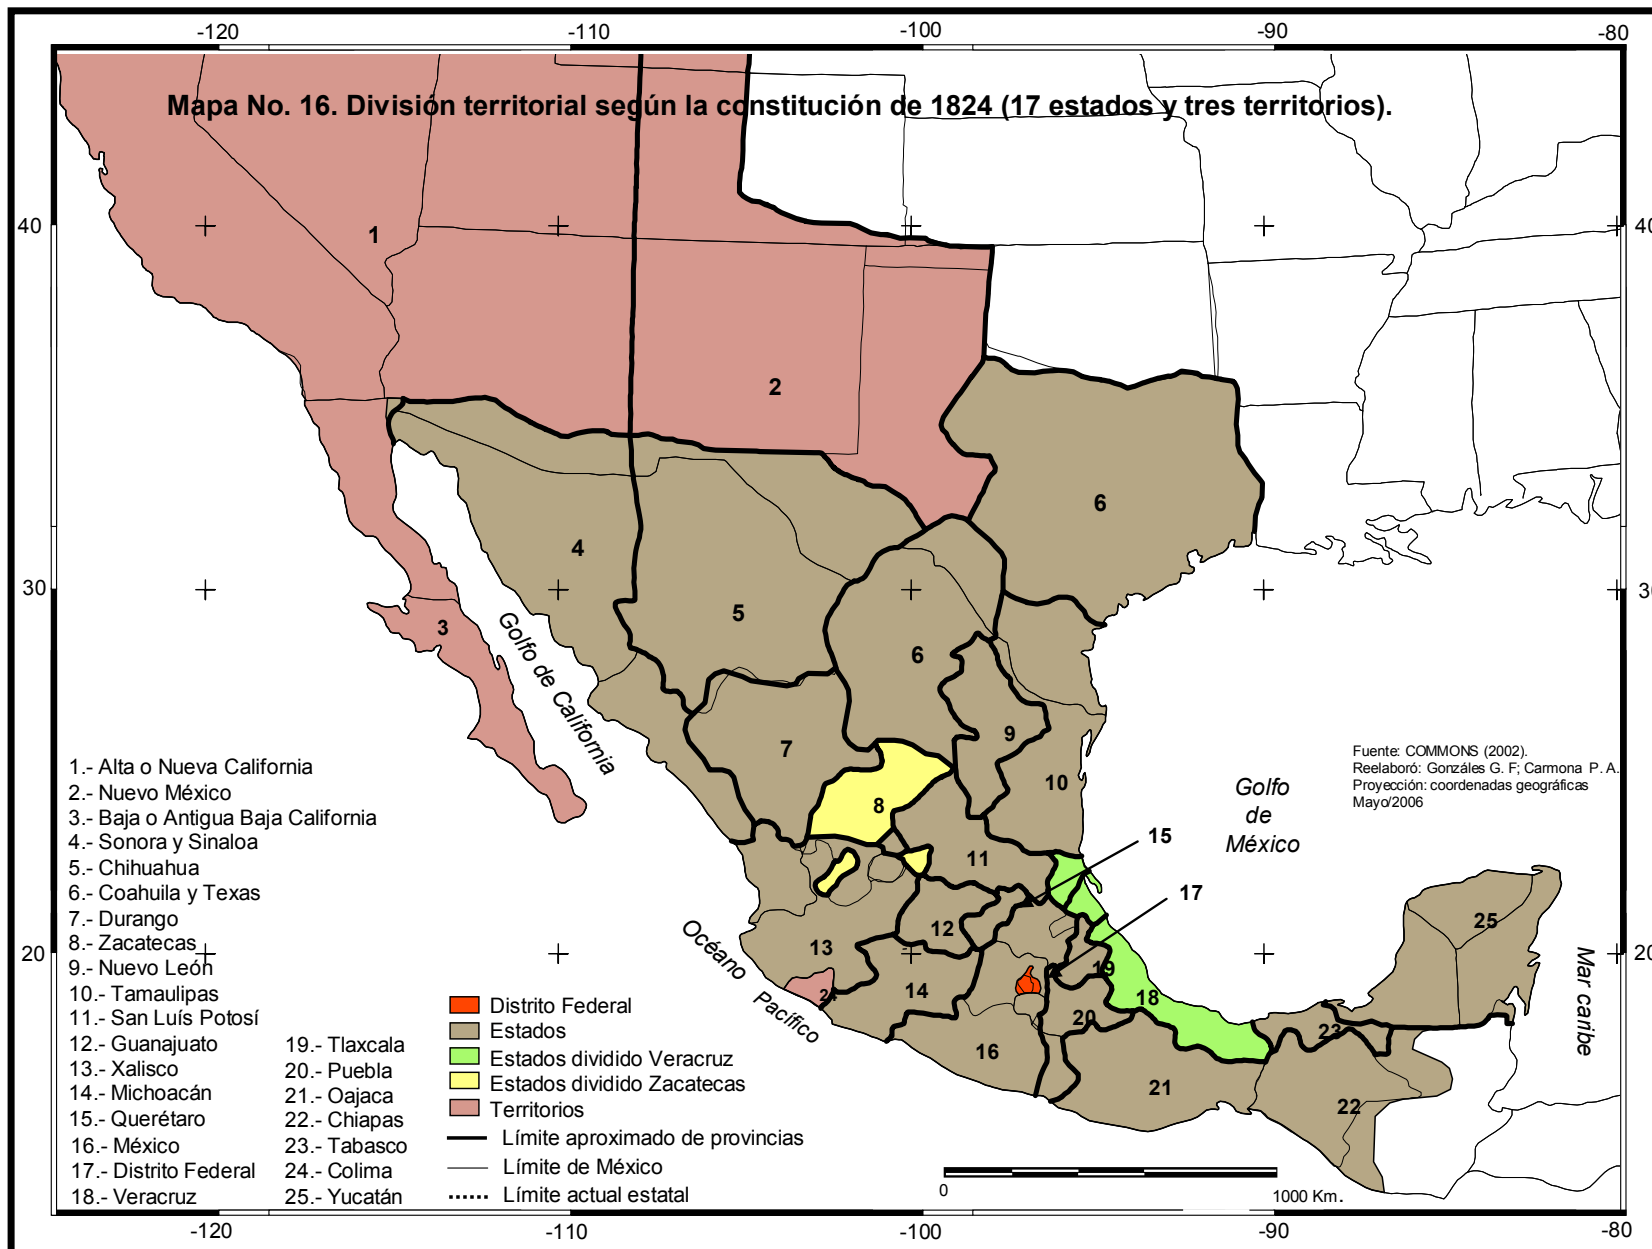 -120 -110 -100 -90 -80
Mapa No. 16. División territorial según la constitución de 1824 (17 estados y tres territorios).
40
1
2
6
4
30
5
3
6
Golfo de California
9
7
10
8
Golfo
de
México
Fuente: COMMONS (2002).
Reelaboró: Gonzáles G. F; Carmona P. A.
Proyección: coordenadas geográficas
Mayo/2006
15
11
17
25
12
13
20
20
19
Océano Pacífico
Mar caribe
24
14
18
20
23
16
21
22
1.- Alta o Nueva California
2.- Nuevo México
3.- Baja o Antigua Baja California
4.- Sonora y Sinaloa
5.- Chihuahua
6.- Coahuila y Texas
7.- Durango
8.- Zacatecas
9.- Nuevo León
10.- Tamaulipas
11.- San Luís Potosí
12.- Guanajuato
13.- Xalisco
14.- Michoacán
15.- Querétaro
16.- México
17.- Distrito Federal
18.- Veracruz
19.- Tlaxcala
20.- Puebla
21.- Oajaca
22.- Chiapas
23.- Tabasco
24.- Colima
25.- Yucatán
Distrito Federal
Estados
Estados dividido Veracruz
Estados dividido Zacatecas
Territorios
Límite aproximado de provincias
Límite de México
Límite actual estatal
0 1000 Km.
-120 -110 -100 -90 -80